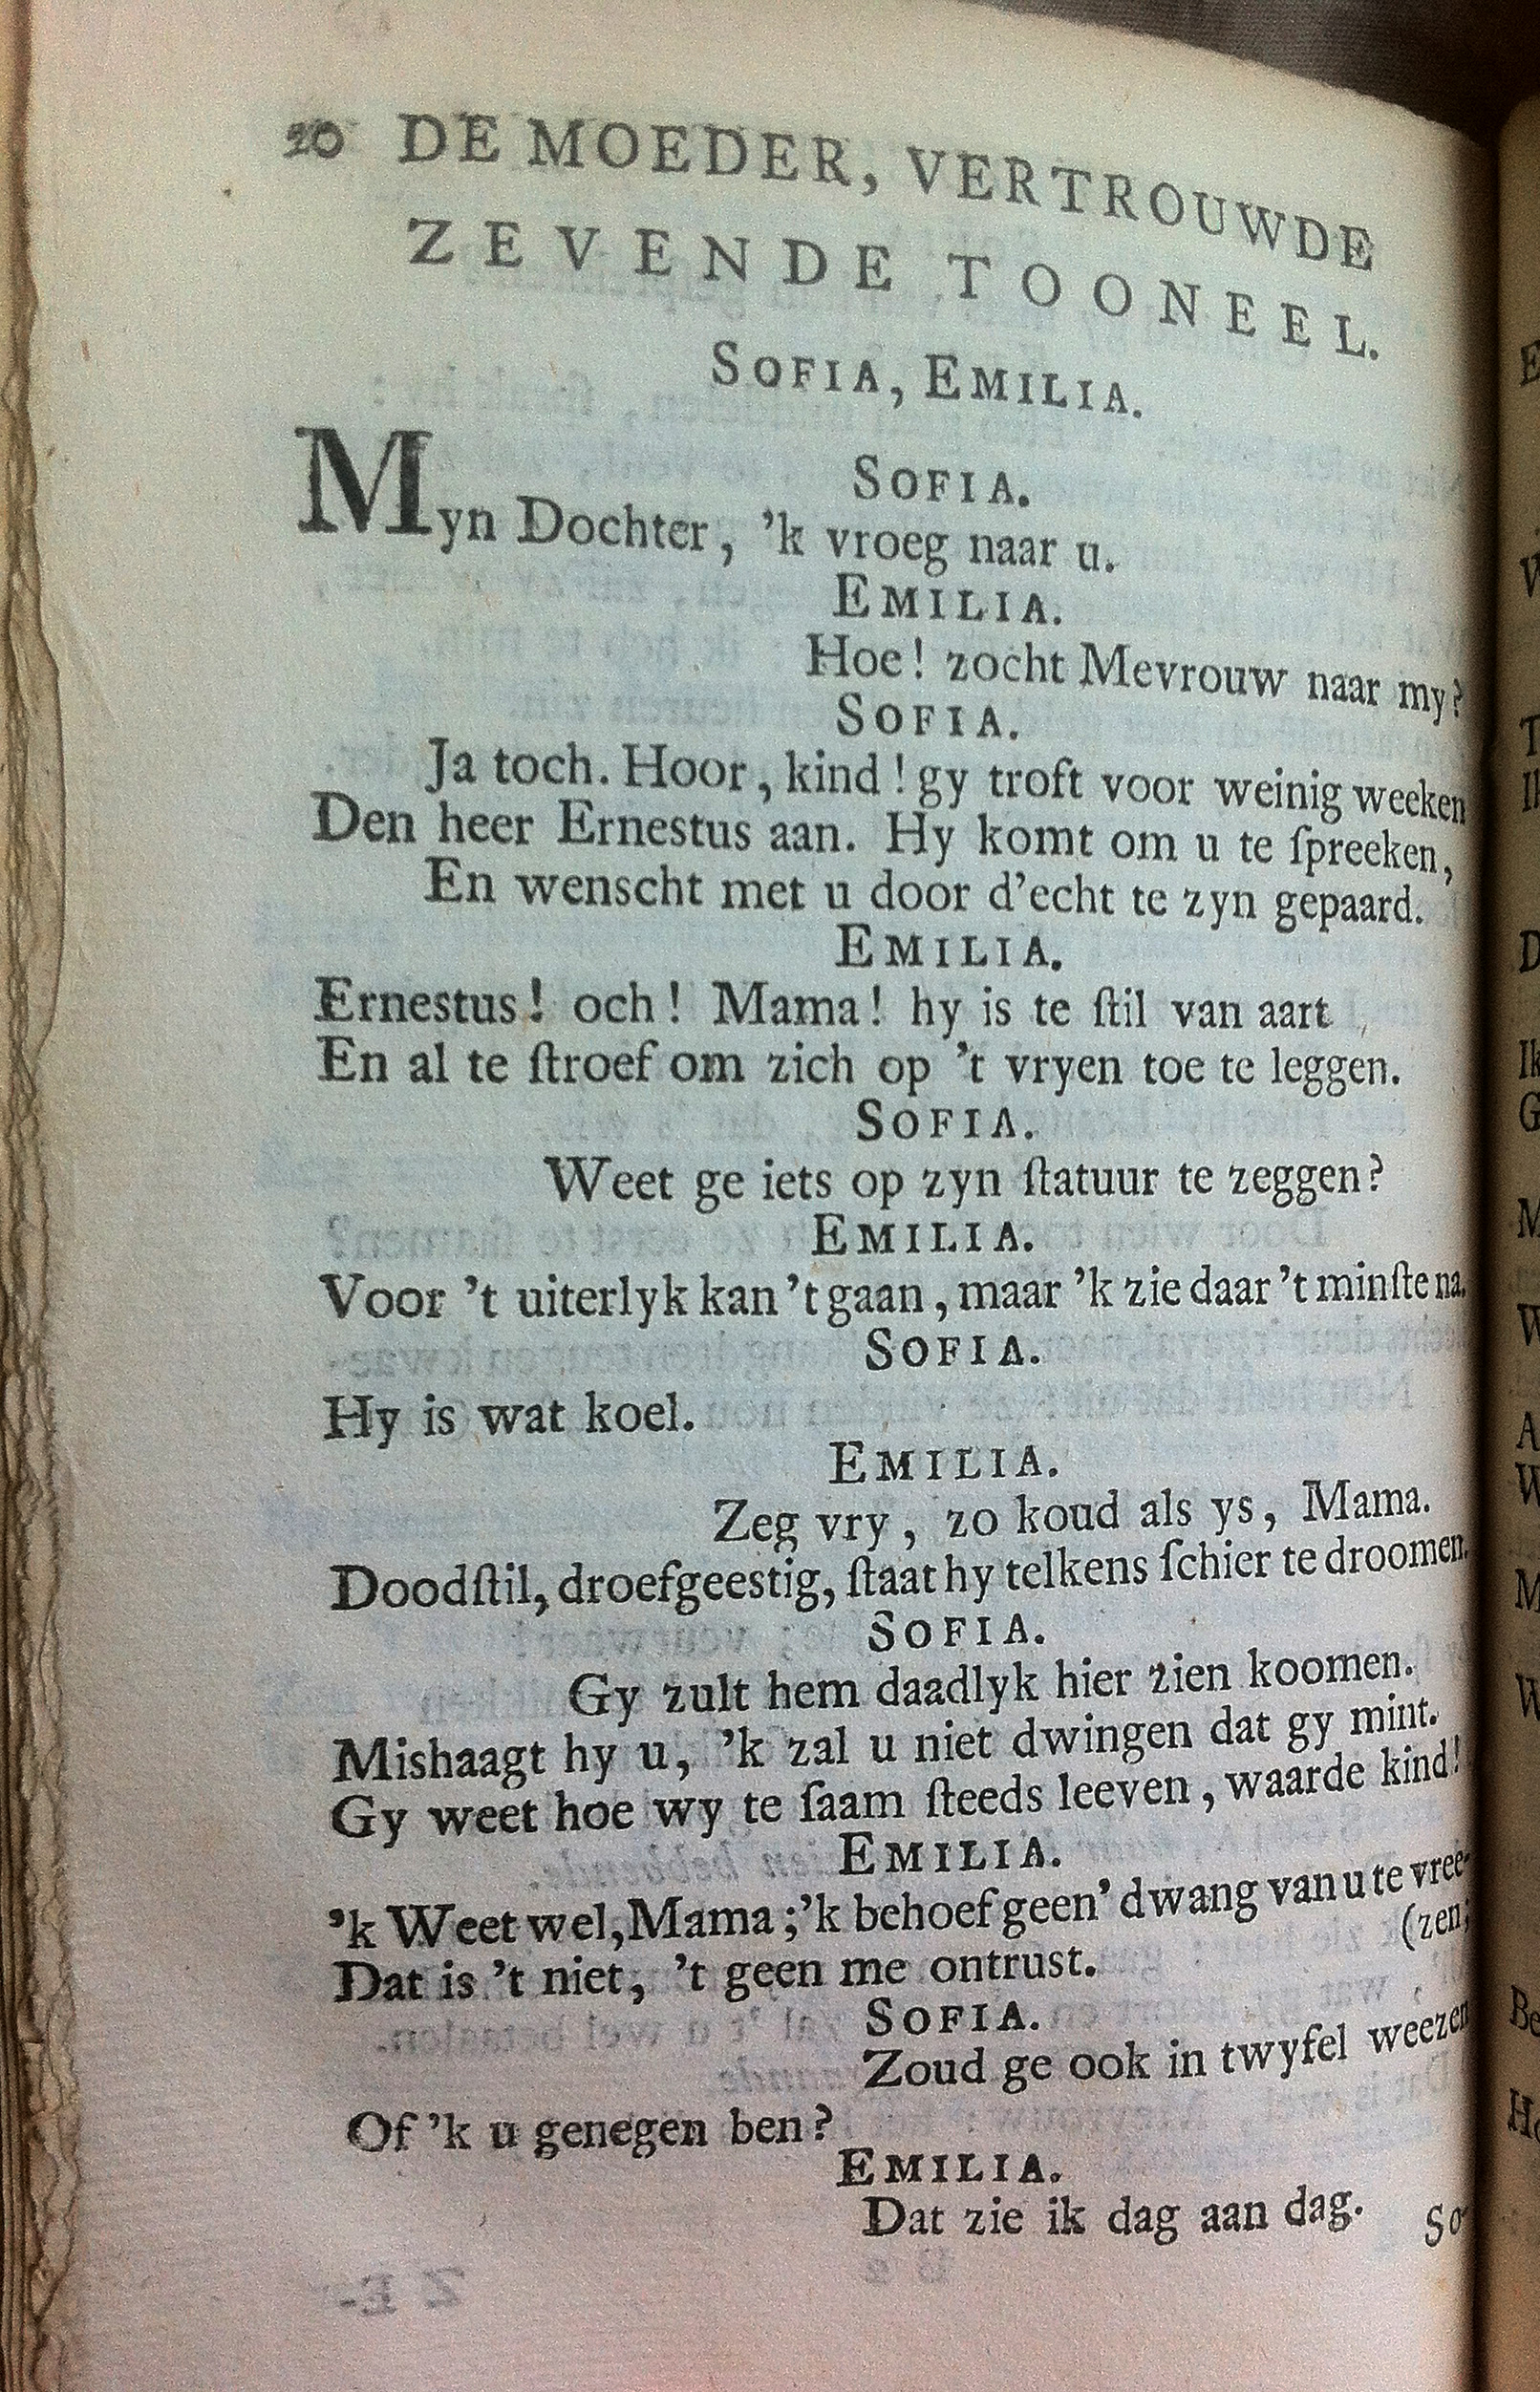 20 DE MOEDER, VERTROUWDE
ZEVENDE TOONEEL.
SOFIA, EMILIA.
SOFIA.
Myn Dochter, 'k vroeg naar u.
EMILIA.
Hoe! zocht Mevrouw naar my?
SOFIA.
Ja toch. Hoor, kind! gy troft voor weinig weeken
Den heer Ernestus aan. Hy komt om u te ſpreeken,
En wenscht met u door d'echt te zyn gepaard.
EMILIA.
Ernestus! och! Mama! hy is te ſtil van aart
En al te ſtroef om zich op 't vryen toe te leggen.
SOFIA.
Weet ge iets op zyn ſtatuur te zeggen?
EMILIA.
Voor 't uiterlyk kan 't gaan, maar 'k zie daar 't minſte na.
SOFIA.
Hy is wat koel.
EMILIA.
Zeg vry, zo koud als ys, Mama.
Doodſtil, droefgeestig, ſtaat hy telkens ſchier te droomen.
SOFIA.
Gy zult hem daadlyk hier zien koomen.
Mishaagt hy u, 'k zal u niet dwingen dat gy mint.
Gy weet hoe wy te ſaam ſteeds leeven, waarde kind!
EMILIA.
'k Weet wel, Mama; 'k behoef geen' dwang van u te vree-
(zen;
Dat is 't niet, 't geen me ontrust.
SOFIA.
Zoud ge ook in twyfel weezen
Of 'k u genegen ben?
EMILIA.
Dat zie ik dag aan dag.
SO-